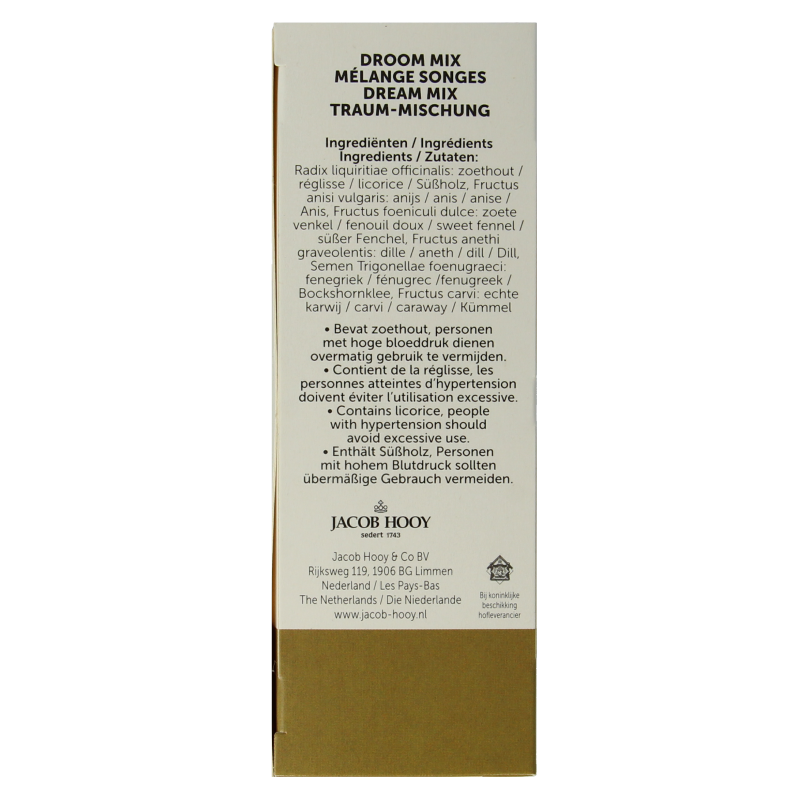 DROOM MIX
MÉLANGE SONGES
DREAM MIX
TRAUM-MISCHUNG
Ingrediënten / Ingrédients
Ingredients / Zutaten:
Radix liquiritiae officinalis: zoethout /
réglisse / licorice / Süßholz, Fructus
anisi vulgaris: anijs / anis / anise /
Anis, Fructus foeniculi dulce: zoete
venkel / fenouil doux / sweet fennel /
süßer Fenchel, Fructus anethi
graveolentis: dille / aneth / dill / Dill,
Semen Trigonellae foenugraeci:
fenegriek / fénugrec /fenugreek /
Bockshornklee, Fructus carvi: echte
karwij / carvi / caraway / Kümmel
• Bevat zoethout, personen
met hoge bloeddruk dienen
overmatig gebruik te vermijden.
• Contient de la réglisse, les
personnes atteintes d'hypertension
doivent éviter l'utilisation excessive.
• Contains licorice, people
with hypertension should
avoid excessive use.
• Enthält Süßholz, Personen
mit hohem Blutdruck sollten
übermäßige Gebrauch vermeiden.
JACOB HOOY
sedert 1743
Jacob Hooy & Co BV
Rijksweg 119, 1906 BG Limmen
Nederland / Les Pays-Bas
The Netherlands / Die Niederlande
www.jacob-hooy.nl
Bij koninklijke
beschikking
hofleverancier